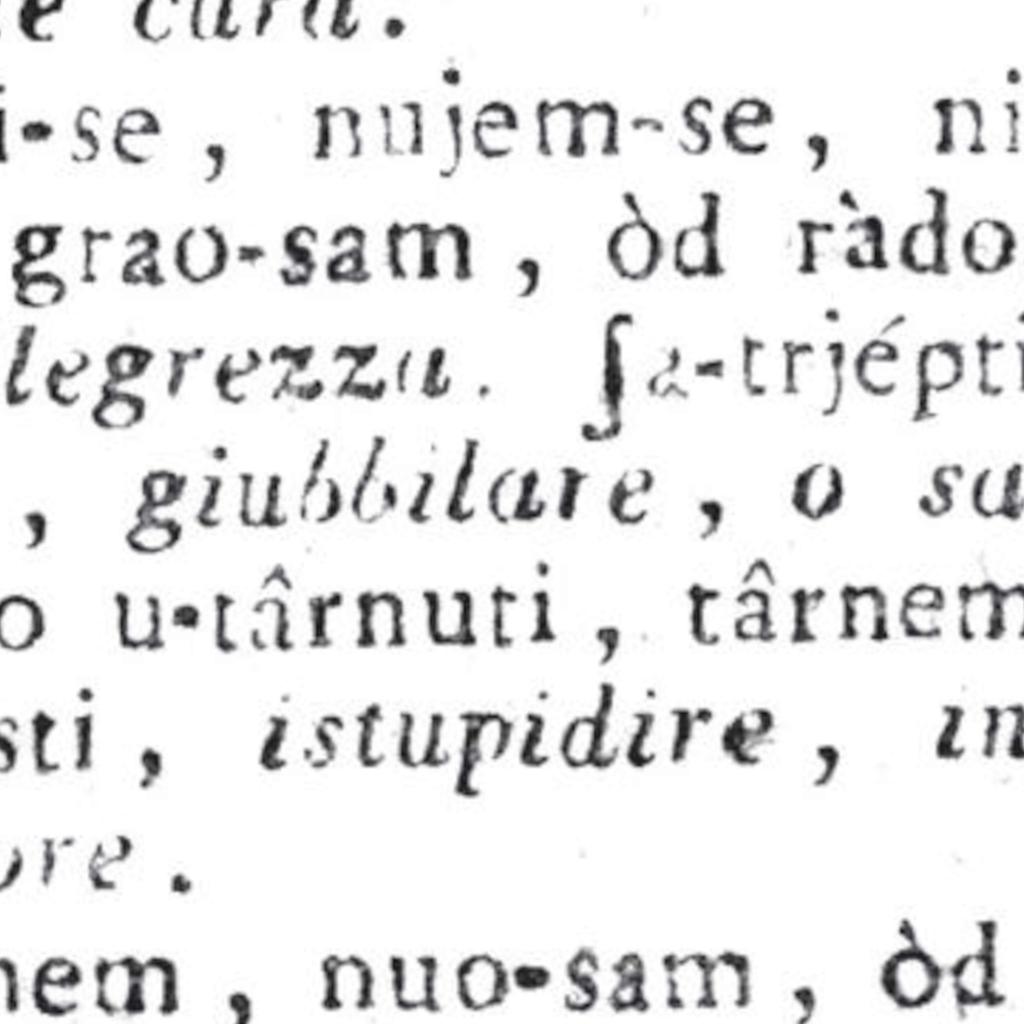 e cura.
i-se, nujem-se, ni
grao-sam, òd ràdo
legrezza. ʃa-trjépti
, giubbilare, o su
o u-târnuti, târnem
sti, istupidire, in
ore.
nem, nuo-sam, òd